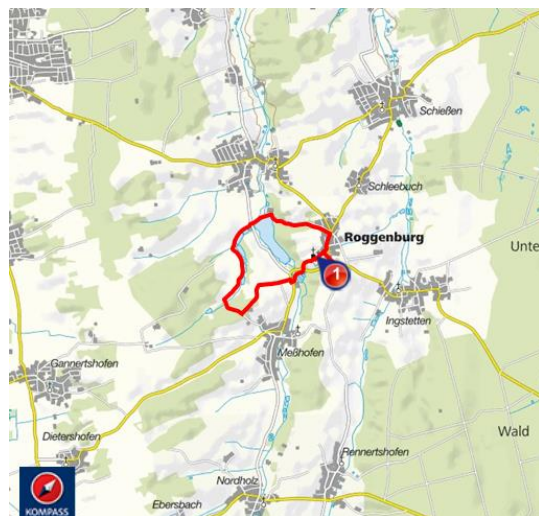 Schießen
Schleebuch
Roggenburg
Unte
1
Ingstetten
Meßhofen
Gannertshofen
Wald
Dietershofen
Rennertshofen
Nordholz
Ebersbach
KOMPASS